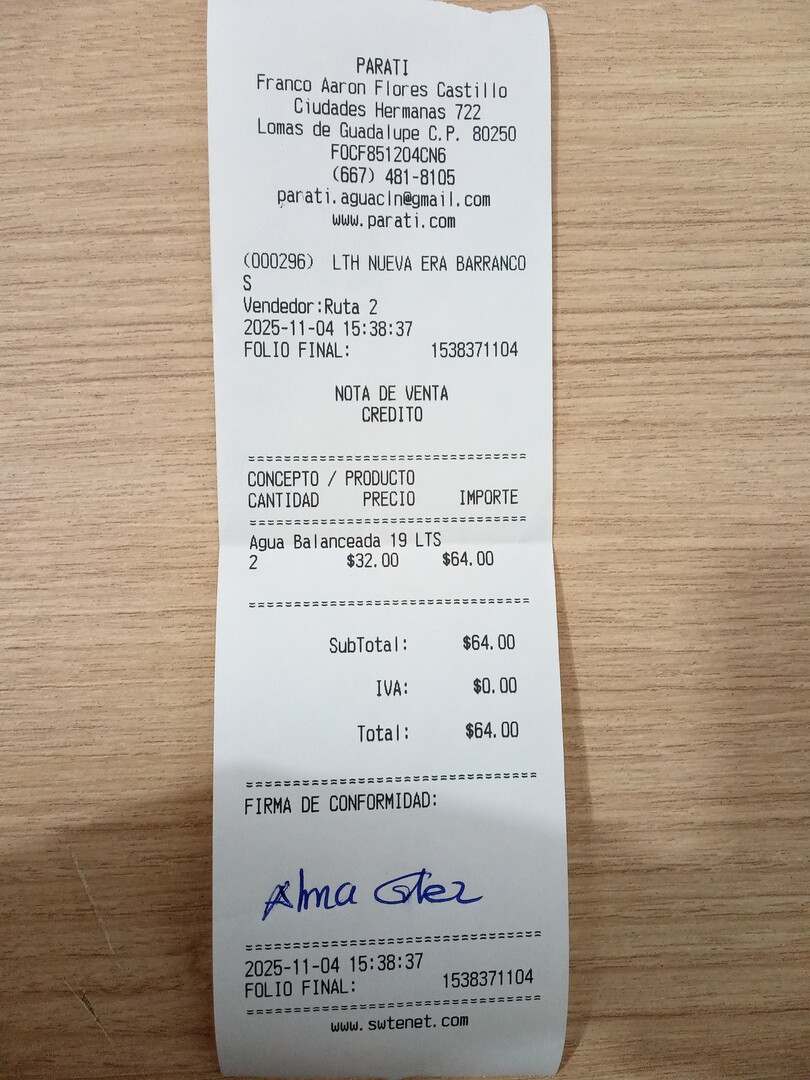 PARATI
Franco Aaron Flores Castillo
Ciudades Hermanas 722
Lomas de Guadalupe C.P. 80250
FOCF851204CN6
(667) 481-8105
parati.aguacln@gmail.com
www.parati.com
(000296) LTH NUEVA ERA BARRANCO
S
Vendedor:Ruta 2
2025-11-04 15:38:37
FOLIO FINAL: 1538371104
NOTA DE VENTA
CREDITO
==============================
CONCEPTO / PRODUCTO
CANTIDAD PRECIO IMPORTE
==============================
Agua Balanceada 19 LTS
2 $32.00 $64.00
==============================
SubTotal: $64.00
IVA: $0.00
Total: $64.00
==============================
FIRMA DE CONFORMIDAD:
Alma Gtez
==============================
2025-11-04 15:38:37
FOLIO FINAL: 1538371104
==============================
www.swtenet.com